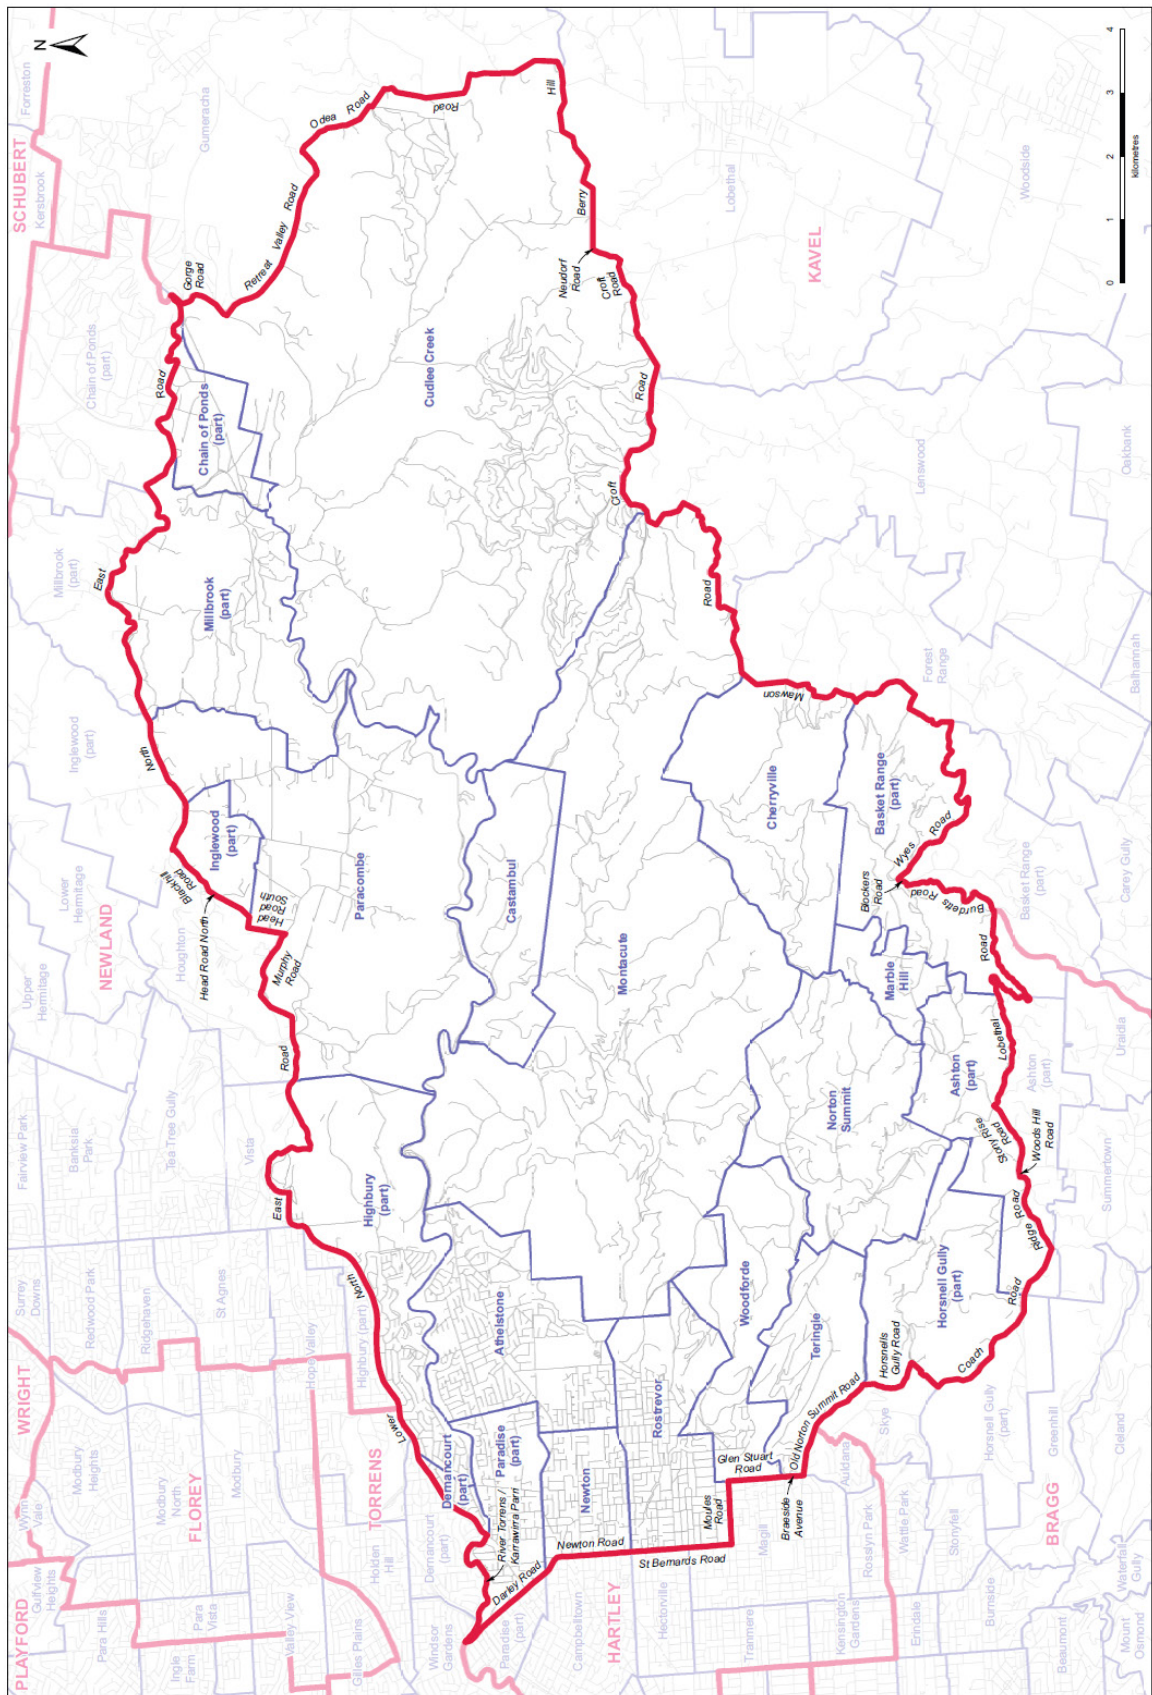 PLAYFORD
Gulfview
Heights
Wynn
Vale
WRIGHT
Surrey
Downs
Fairview Park
Upper
Hermitage
NEWLAND
Lower
Hermitage
Inglewood
(part)
Millbrook
(part)
Chain of Ponds
(part)
SCHUBERT
Kersbrook
Forreston
Gumeracha
N
Para Hills
Para
Vista
Modbury
Heights
Redwood Park
Banksia
Park
Houghton
Ingle
Farm
Modbury
North
FLOREY
Modbury
Ridgehaven
St Agnes
Tea Tree Gully
Vista
Valley View
Gilles Plains
Holden
Hill
TORRENS
Hope Valley
Highbury (part)
Windsor
Gardens
Dernancourt
(part)
Lower
North
East
Road
Murphy
Road
Head
Road
South
Head Road North
Blackhill
Road
North
East
Road
Gorge
Road
Retreat Valley Road
Odea Road
Road
Hill
Berry
Neudorf
Road
Croft
Road
Road
Croft
Road
Mawson
Inglewood
(part)
Millbrook
(part)
Chain of Ponds
(part)
Cudlee Creek
Paracombe
Highbury
(part)
Dernancourt
(part)
Paradise
(part)
Athelstone
Castambul
Newton
Rostrevor
Montacute
Woodforde
Teringie
Norton
Summit
Cherryville
Basket Range
(part)
Marble
Hill
Ashton
(part)
Horsnell Gully
(part)
River Torrens /
Karrawirra Parri
Darley Road
Newton Road
St Bernards Road
Moules
Road
Glen Stuart
Road
Braeside
Avenue
Old Norton Summit Road
Horsnells
Gully Road
Coach
Road
Ridge
Road
Woods Hill
Road
Stony Rise
Road
Lobethal
Road
Burdetts Road
Blockers
Road
Wyes
Road
Paradise
(part)
Campbelltown
HARTLEY
Hectorville
Tranmere
Magill
Kensington
Gardens
Rosslyn Park
Auldana
Skye
Erindale
Wattle Park
Stonyfell
Horsnell Gully
(part)
Burnside
Beaumont
BRAGG
Greenhill
Waterfall
Gully
Cleland
Mount
Osmond
Summertown
Ashton
(part)
Uraidla
Basket Range
(part)
Carey Gully
Forest
Range
Balhannah
Lenswood
Oakbank
KAVEL
Lobethal
Woodside
0
1
2
3
4
kilometres